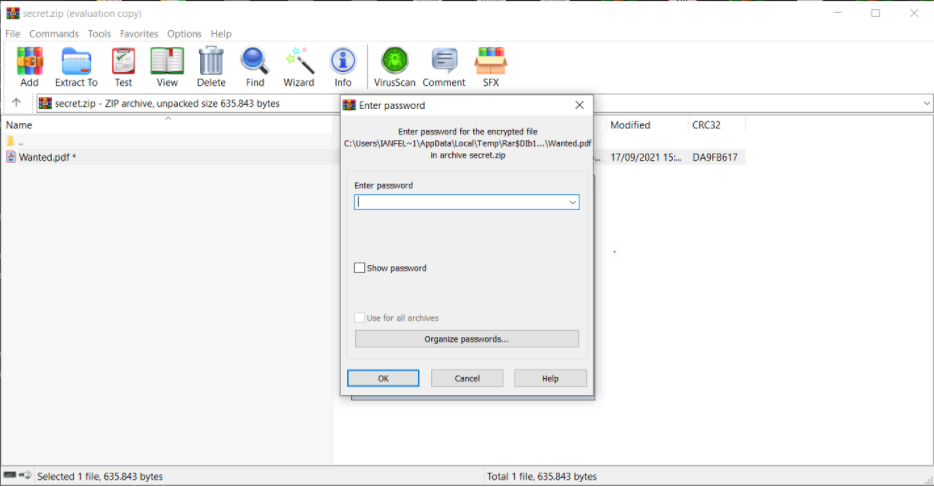 secret.zip (evaluation copy)
File Commands Tools Favorites Options Help
Add Extract To Test View Delete Find Wizard Info VirusScan Comment SFX
secret.zip - ZIP archive, unpacked size 635.843 bytes
Name Modified CRC32
..
Wanted.pdf * 17/09/2021 15:... DA9FB617
Enter password
Enter password for the encrypted file
C:\Users\IANFEL~1\AppData\Local\Temp\Rar$DIb1...\Wanted.pdf
in archive secret.zip
Enter password
Show password
Use for all archives
Organize passwords...
OK Cancel Help
Selected 1 file, 635.843 bytes Total 1 file, 635.843 bytes